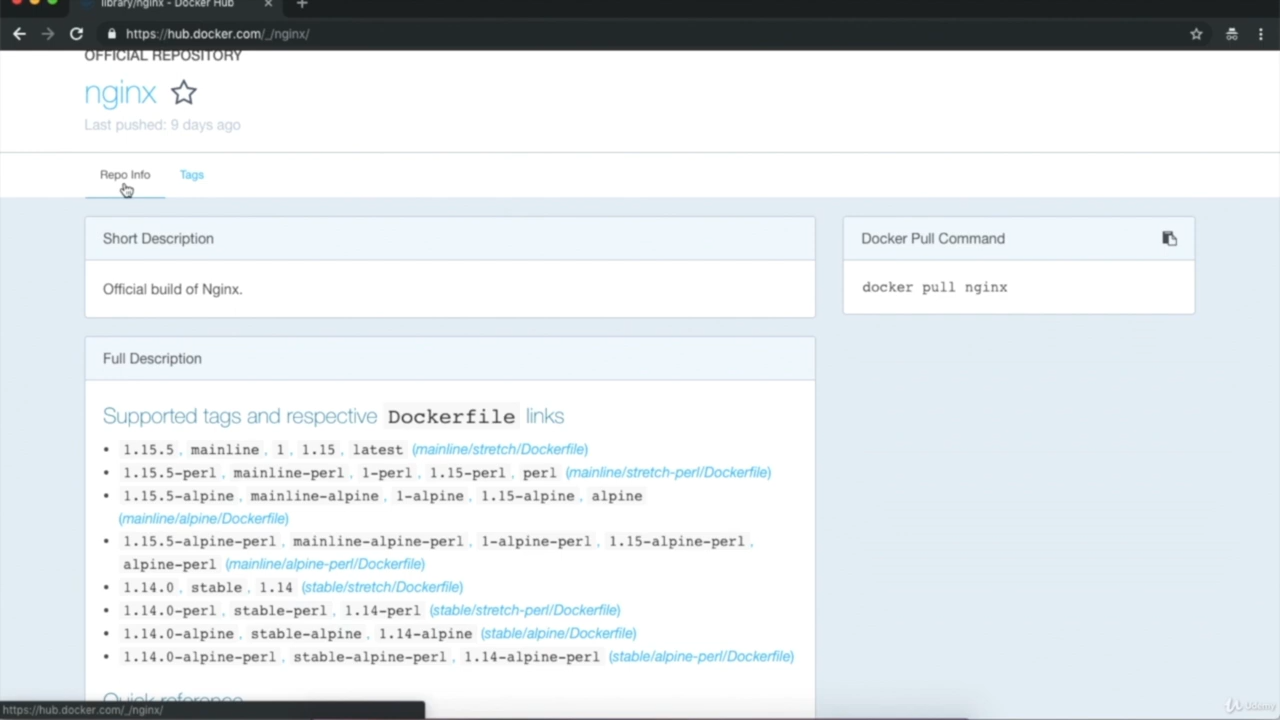 library/nginx - Docker Hub
https://hub.docker.com/_/nginx/
OFFICIAL REPOSITORY
nginx
Last pushed: 9 days ago
Repo Info Tags
Short Description
Official build of Nginx.
Docker Pull Command
docker pull nginx
Full Description
Supported tags and respective Dockerfile links
• 1.15.5, mainline, 1, 1.15, latest (mainline/stretch/Dockerfile)
• 1.15.5-perl, mainline-perl, 1-perl, 1.15-perl, perl (mainline/stretch-perl/Dockerfile)
• 1.15.5-alpine, mainline-alpine, 1-alpine, 1.15-alpine, alpine
(mainline/alpine/Dockerfile)
• 1.15.5-alpine-perl, mainline-alpine-perl, 1-alpine-perl, 1.15-alpine-perl,
alpine-perl (mainline/alpine-perl/Dockerfile)
• 1.14.0, stable, 1.14 (stable/stretch/Dockerfile)
• 1.14.0-perl, stable-perl, 1.14-perl (stable/stretch-perl/Dockerfile)
• 1.14.0-alpine, stable-alpine, 1.14-alpine (stable/alpine/Dockerfile)
• 1.14.0-alpine-perl, stable-alpine-perl, 1.14-alpine-perl (stable/alpine-perl/Dockerfile)
Quick reference
https://hub.docker.com/_/nginx/
Udemy